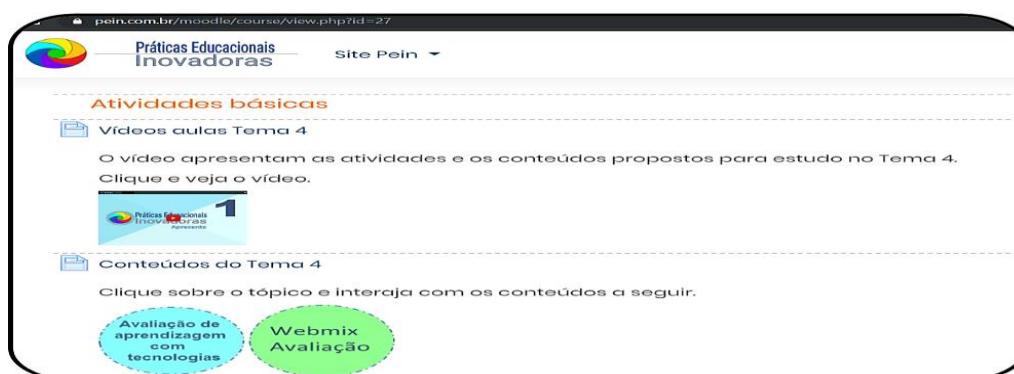 pein.com.br/moodle/course/view.php?id=27
Práticas Educacionais
Inovadoras
Site Pein
Atividades básicas
Vídeos aulas Tema 4
O vídeo apresentam as atividades e os conteúdos propostos para estudo no Tema 4.
Clique e veja o vídeo.
Práticas Educacionais
Inovadoras
Apresenta
1
Conteúdos do Tema 4
Clique sobre o tópico e interaja com os conteúdos a seguir.
Avaliação de
aprendizagem
com
tecnologias
Webmix
Avaliação